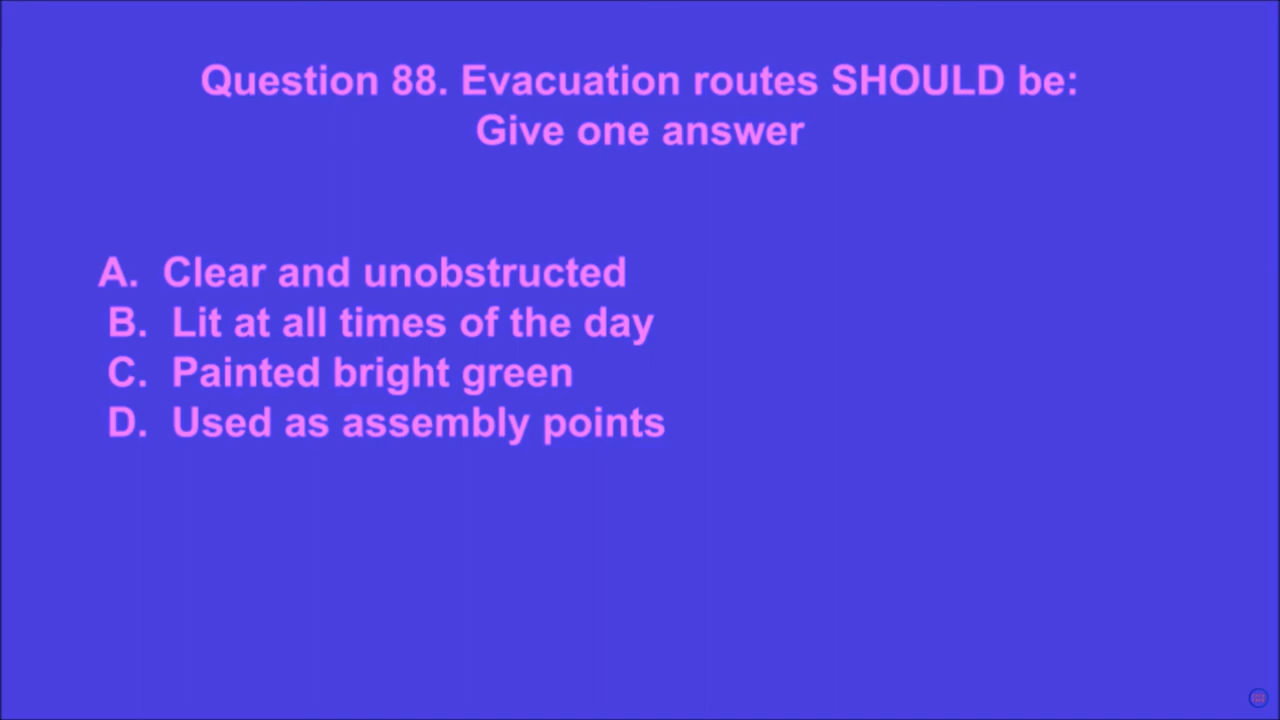 Question 88. Evacuation routes SHOULD be:
Give one answer
A. Clear and unobstructed
B. Lit at all times of the day
C. Painted bright green
D. Used as assembly points